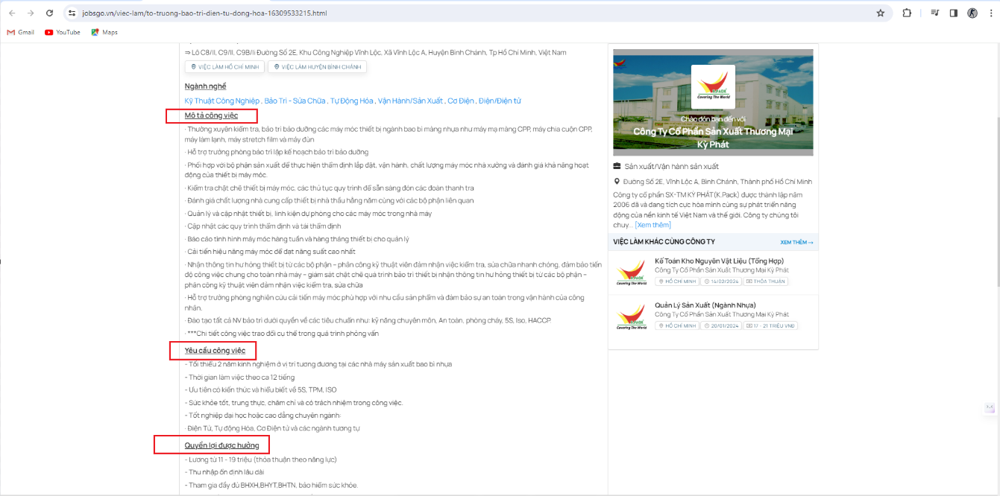 jobsgo.vn/viec-lam/to-truong-bao-tri-dien-tu-dong-hoa-16309533215.html
Gmail
YouTube
Maps
⇒ Lô C8/II, C9/II, C9B/Ii Đường Số 2E, Khu Công Nghiệp Vĩnh Lộc, Xã Vĩnh Lộc A, Huyện Bình Chánh, Tp Hồ Chí Minh, Việt Nam
VIỆC LÀM HỒ CHÍ MINH
VIỆC LÀM HUYỆN BÌNH CHÁNH
Ngành nghề
Kỹ Thuật Công Nghiệp , Bảo Trì - Sửa Chữa , Tự Động Hóa , Vận Hành/Sản Xuất , Cơ Điện , Điện/Điện tử
Mô tả công việc
· Thường xuyên kiểm tra, bảo trì bảo dưỡng các máy móc thiết bị ngành bao bì màng nhựa như máy mạ màng CPP, máy chia cuộn CPP,
máy làm lạnh, máy stretch film và máy đùn
· Hỗ trợ trưởng phòng bảo trì lập kế hoạch bảo trì bảo dưỡng
· Phối hợp với bộ phận sản xuất để thực hiện thẩm định lắp đặt, vận hành, chất lượng máy móc nhà xưởng và đánh giá khả năng hoạt
động của thiết bị máy móc.
· Kiểm tra chặt chẽ thiết bị máy móc, các thủ tục quy trình để sẵn sàng đón các đoàn thanh tra
· Đánh giá chất lượng nhà cung cấp thiết bị nhà thầu hằng năm cùng với các bộ phận liên quan
· Quản lý và cập nhật thiết bị, linh kiện dự phòng cho các máy móc trong nhà máy
· Cập nhật các quy trình thẩm định và tái thẩm định
· Báo cáo tình hình máy móc hàng tuần và hàng tháng thiết bị cho quản lý
· Cải tiến hiệu năng máy móc để đạt năng suất cao nhất
· Nhận thông tin hư hỏng thiết bị từ các bộ phận – phân công kỹ thuật viên đảm nhận việc kiểm tra, sửa chữa nhanh chóng, đảm bảo tiến
độ công việc chung cho toàn nhà máy – giám sát chặt chẽ quá trình bảo trì thiết bị nhận thông tin hư hỏng thiết bị từ các bộ phận –
phân công kỹ thuật viên đảm nhận việc kiểm tra, sửa chữa
· Hỗ trợ trưởng phòng nghiên cứu cải tiến máy móc phù hợp với nhu cầu sản phẩm và đảm bảo sự an toàn trong vận hành của công
nhân.
· Đào tạo tất cả NV bảo trì dưới quyền về các tiêu chuẩn như: kỹ năng chuyên môn, An toàn, phòng cháy, 5S, Iso, HACCP.
· ***Chi tiết công việc trao đổi cụ thể trong quá trình phỏng vấn
Yêu cầu công việc
- Tối thiểu 2 năm kinh nghiệm ở vị trí tương đương tại các nhà máy sản xuất bao bì nhựa
- Thời gian làm việc theo ca 12 tiếng
- Ưu tiên có kiến thức và hiểu biết về 5S, TPM, ISO
- Sức khỏe tốt, trung thực, chăm chỉ và có trách nhiệm trong công việc.
- Tốt nghiệp đại học hoặc cao đẳng chuyên ngành:
· Điện Tử, Tự động Hóa, Cơ Điện tử và các ngành tương tự
Quyền lợi được hưởng
- Lương từ 11 - 19 triệu (thỏa thuận theo năng lực)
- Thu nhập ổn định lâu dài
- Tham gia đầy đủ BHXH,BHYT,BHTN, bảo hiểm sức khỏe.
K.PACK
Covering The World
Chào đón bạn đến với
Công Ty Cổ Phần Sản Xuất Thương Mại
Kỳ Phát
Sản xuất/Vận hành sản xuất
Đường Số 2E, Vĩnh Lộc A, Bình Chánh, Thành phố Hồ Chí Minh
Công ty cổ phần SX-TM KỲ PHÁT(K.Pack) được thành lập năm
2006 đã và đang tích cực hòa mình cùng sự phát triển năng
động của nền kinh tế Việt Nam và thế giới. Công ty chúng tôi
chuy... [Xem thêm]
VIỆC LÀM KHÁC CÙNG CÔNG TY
XEM THÊM →
Kế Toán Kho Nguyên Vật Liệu (Tổng Hợp)
Công Ty Cổ Phần Sản Xuất Thương Mại Kỳ Phát
HỒ CHÍ MINH
14/02/2024
THỎA THUẬN
K.PACK
Covering The World
Quản Lý Sản Xuất (Ngành Nhựa)
Công Ty Cổ Phần Sản Xuất Thương Mại Kỳ Phát
HỒ CHÍ MINH
20/01/2024
17 - 21 TRIỆU VNĐ
K.PACK
Covering The World